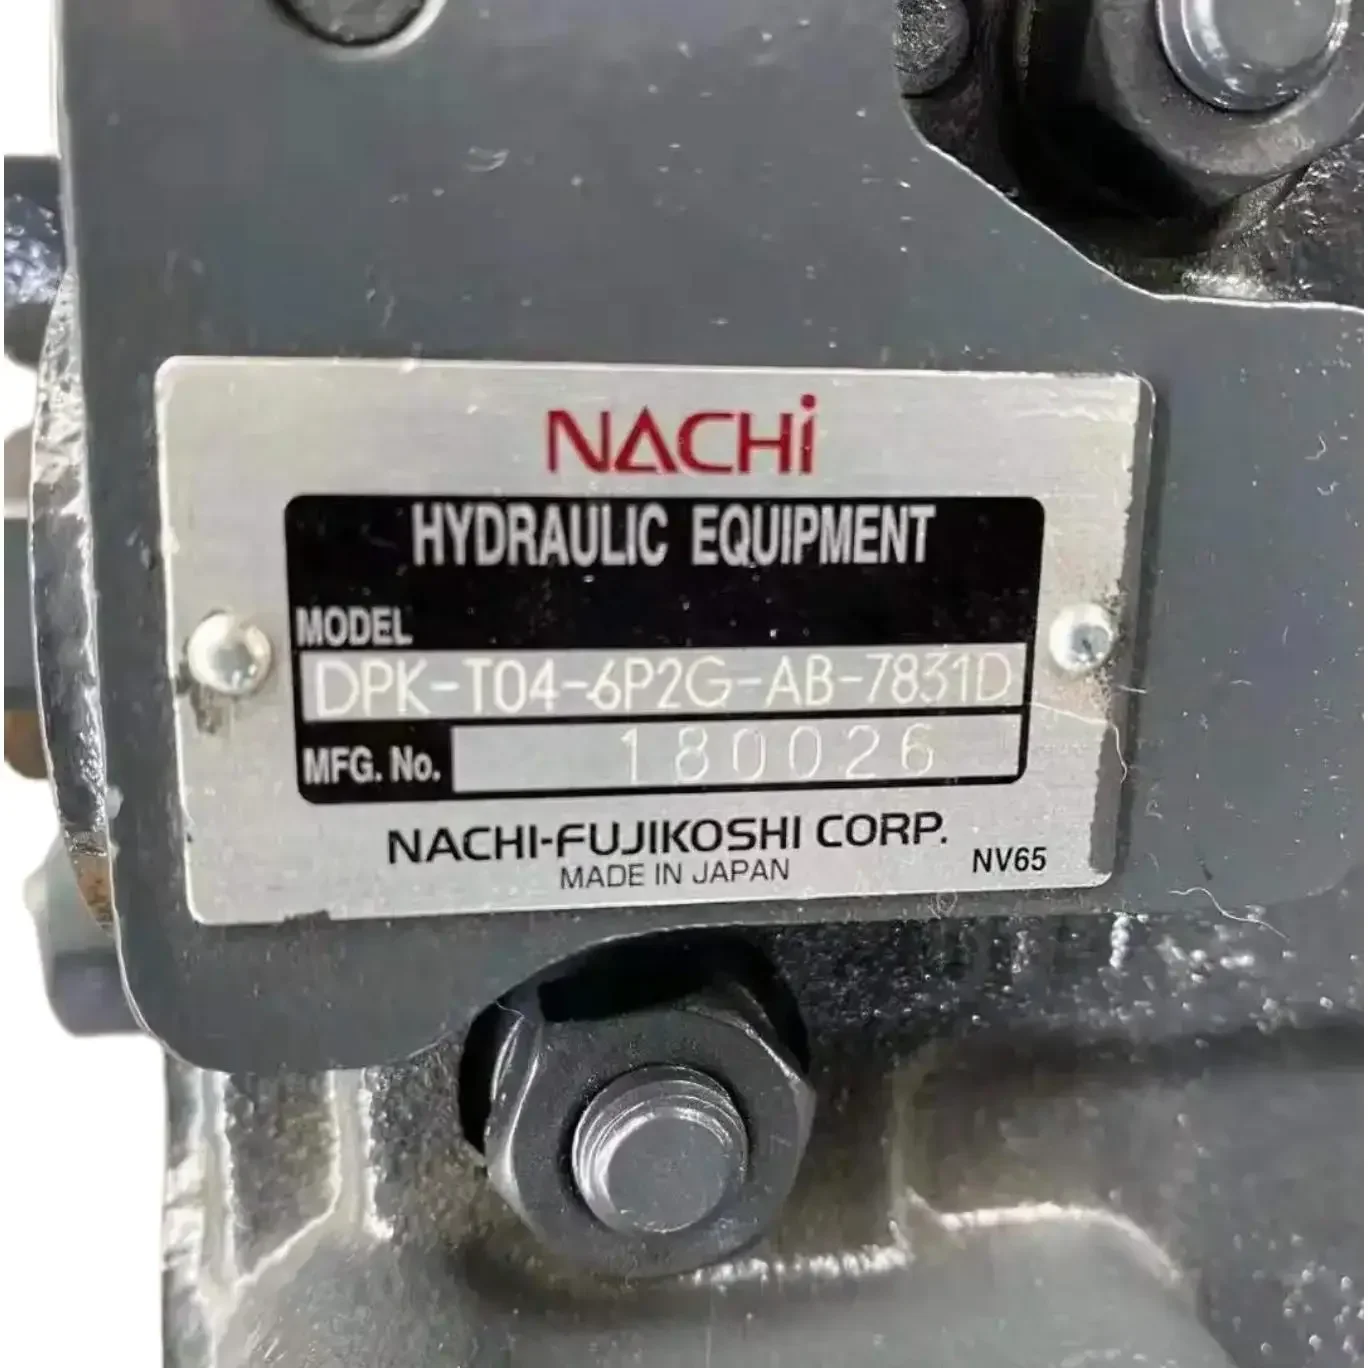 NACHi
HYDRAULIC EQUIPMENT
MODEL
DPK-T04-6P2G-AB-7831D
MFG. No. 180026
NACHI-FUJIKOSHI CORP.
MADE IN JAPAN
NV65